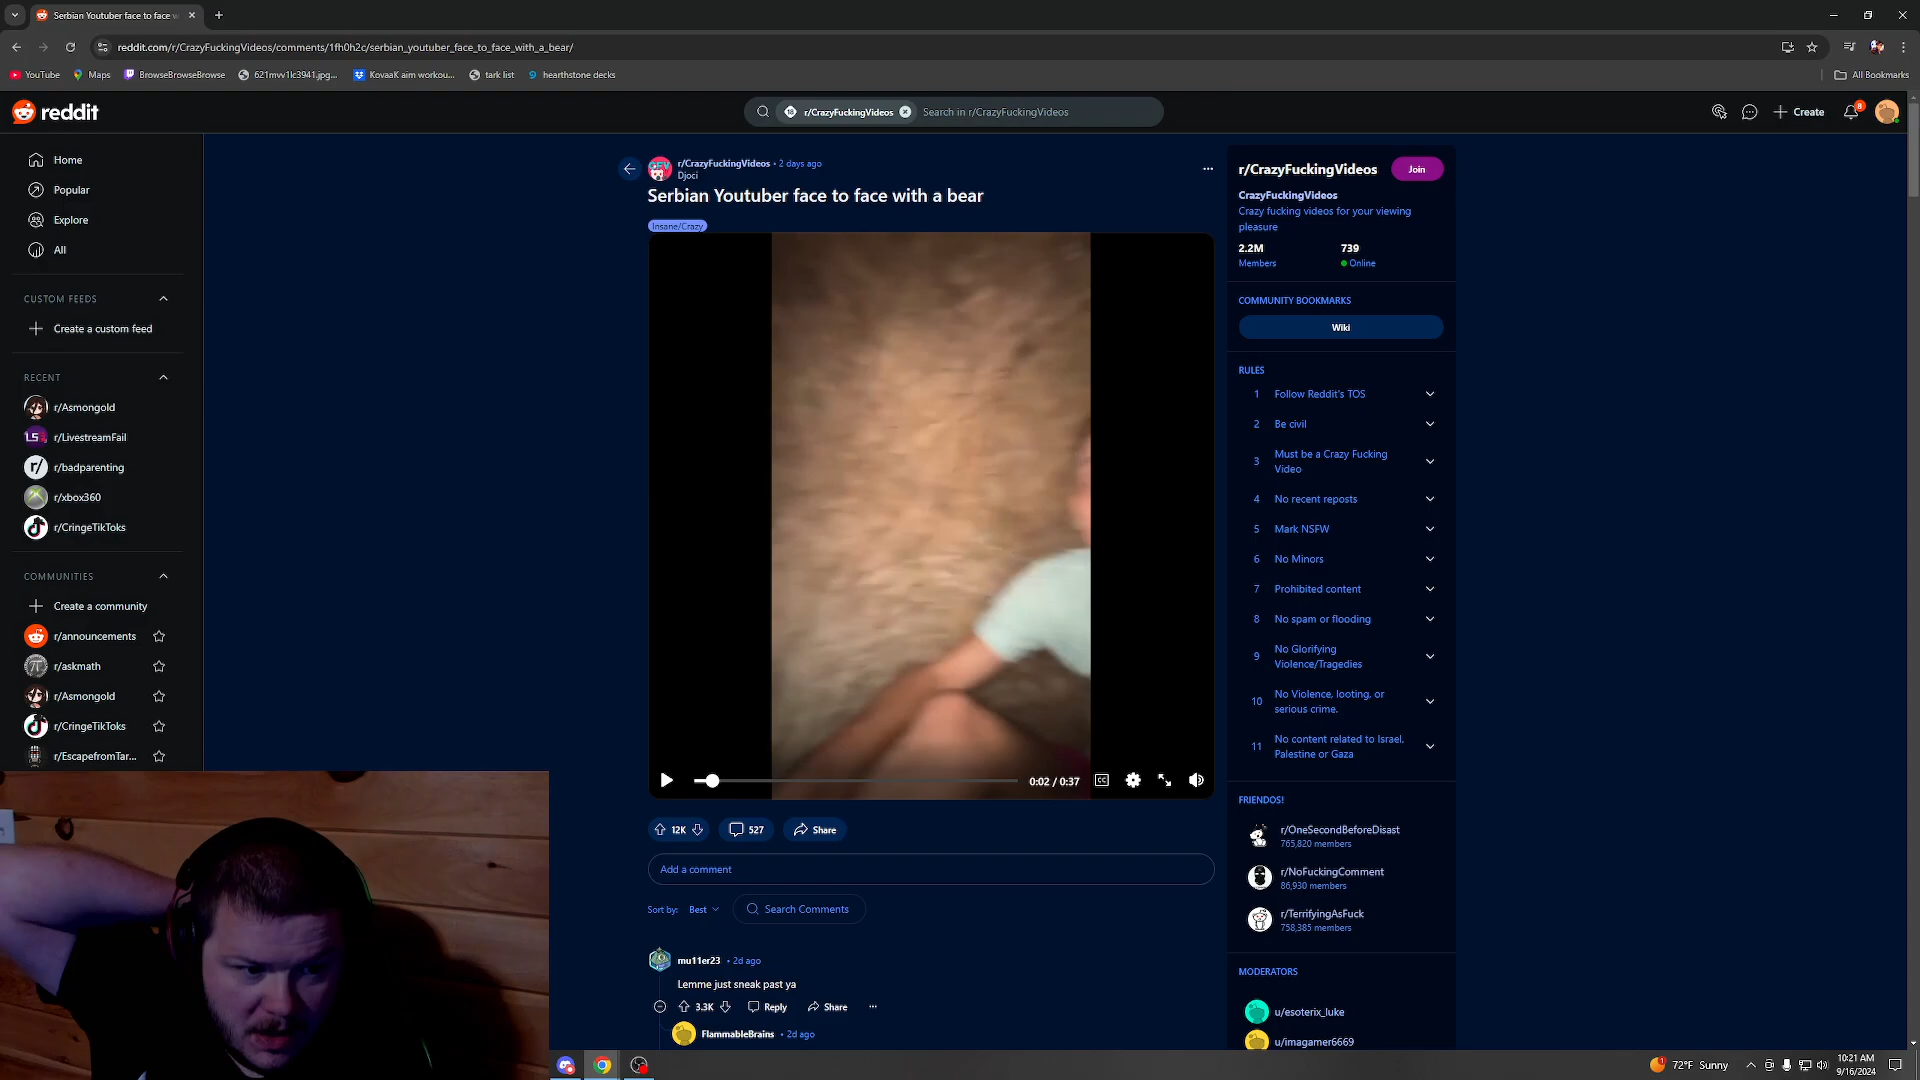 Serbian Youtuber face to face w
reddit.com/r/CrazyFuckingVideos/comments/1fh0h2c/serbian_youtuber_face_to_face_with_a_bear/
YouTube
Maps
BrowseBrowseBrowse
621mvv1lc3941.jpg...
KovaaK aim workou...
tark list
hearthstone decks
All Bookmarks
reddit
r/CrazyFuckingVideos
Search in r/CrazyFuckingVideos
Create
8
Home
Popular
Explore
All
CUSTOM FEEDS
Create a custom feed
RECENT
r/Asmongold
r/LivestreamFail
r/badparenting
r/xbox360
r/CringeTikToks
COMMUNITIES
Create a community
r/announcements
r/askmath
r/Asmongold
r/CringeTikToks
r/EscapefromTar...
r/CrazyFuckingVideos • 2 days ago
Djoci
Serbian Youtuber face to face with a bear
Insane/Crazy
0:02 / 0:37
CC
12K
527
Share
Add a comment
Sort by: Best
Search Comments
mu11er23 • 2d ago
Lemme just sneak past ya
3.3K
Reply
Share
FlammableBrains • 2d ago
r/CrazyFuckingVideos
Join
CrazyFuckingVideos
Crazy fucking videos for your viewing
pleasure
2.2M
739
Members
Online
COMMUNITY BOOKMARKS
Wiki
RULES
1 Follow Reddit's TOS
2 Be civil
3 Must be a Crazy Fucking
Video
4 No recent reposts
5 Mark NSFW
6 No Minors
7 Prohibited content
8 No spam or flooding
9 No Glorifying
Violence/Tragedies
10 No Violence, looting, or
serious crime.
11 No content related to Israel,
Palestine or Gaza
FRIENDOS!
r/OneSecondBeforeDisast
765,820 members
r/NoFuckingComment
86,930 members
r/TerrifyingAsFuck
758,385 members
MODERATORS
u/esoterix_luke
u/imagamer6669
72°F Sunny
10:21 AM
9/16/2024